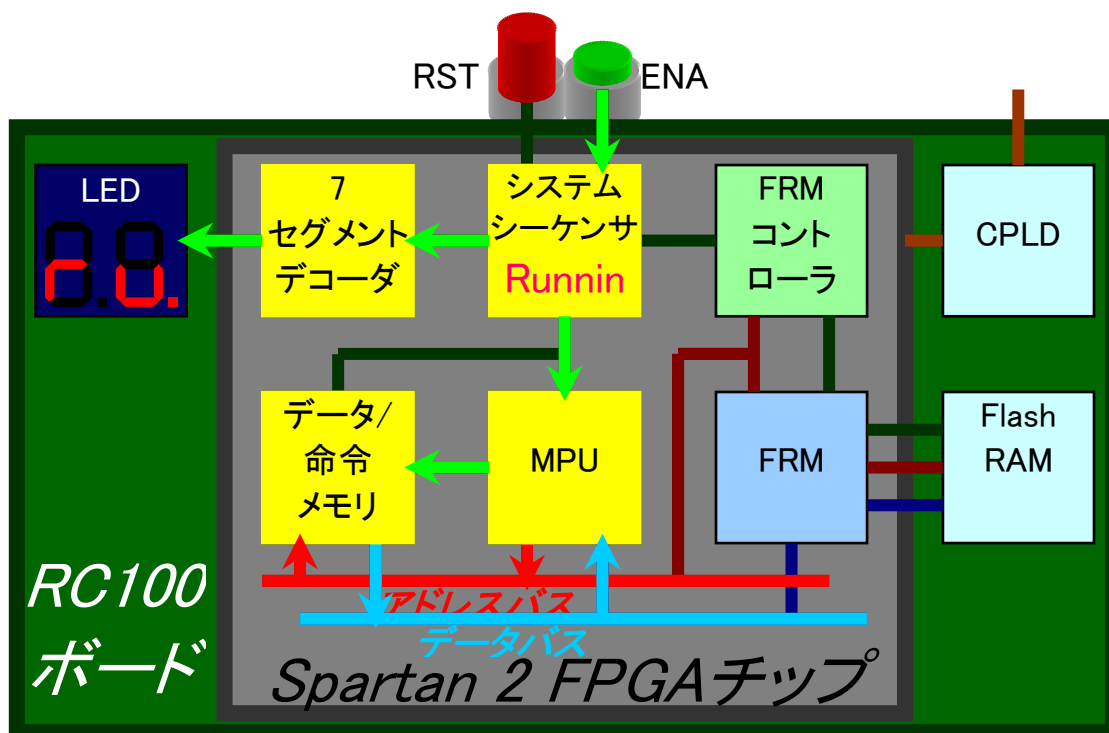 RST
ENA
LED
ru.
7
セグメント
デコーダ
システム
シーケンサ
Runnin
FRM
コント
ローラ
CPLD
データ/
命令
メモリ
MPU
FRM
Flash
RAM
アドレスバス
データバス
RC100
ボード
Spartan 2 FPGAチップ